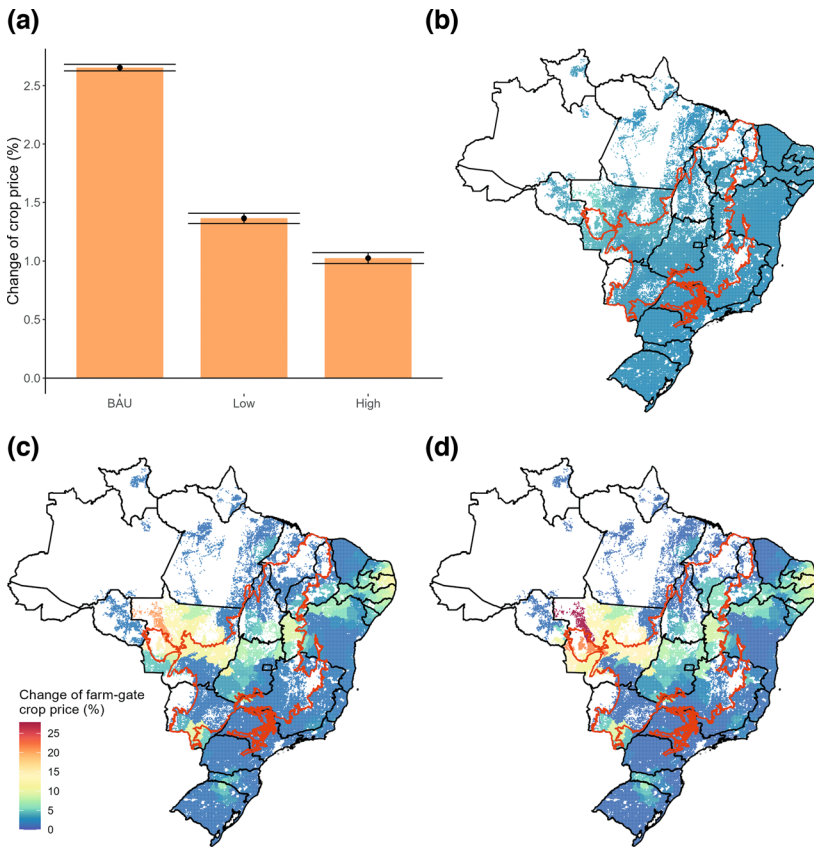 (a)
(b)
Change of crop price (%)
2.5
2.0
1.5
1.0
0.5
0.0
BAU
Low
High
(c)
(d)
Change of farm-gate
crop price (%)
25
20
15
10
5
0